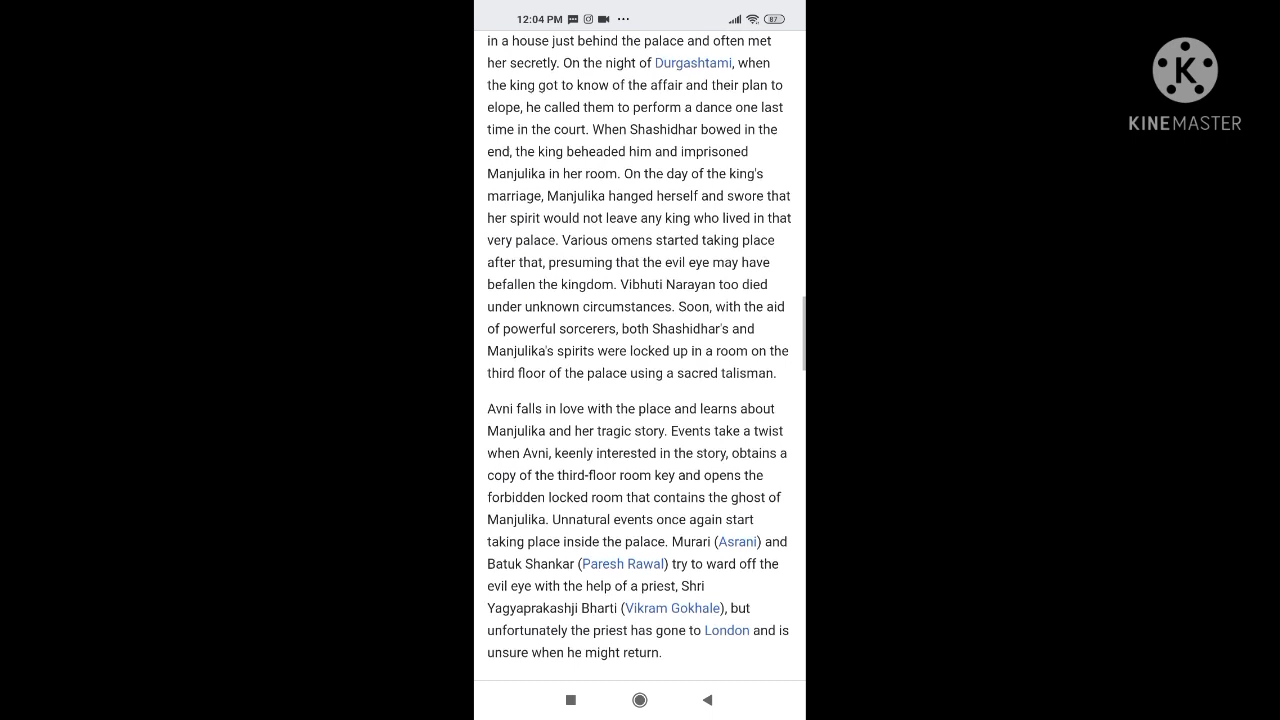 12:04 PM
87
in a house just behind the palace and often met
her secretly. On the night of Durgashtami, when
the king got to know of the affair and their plan to
elope, he called them to perform a dance one last
time in the court. When Shashidhar bowed in the
end, the king beheaded him and imprisoned
Manjulika in her room. On the day of the king's
marriage, Manjulika hanged herself and swore that
her spirit would not leave any king who lived in that
very palace. Various omens started taking place
after that, presuming that the evil eye may have
befallen the kingdom. Vibhuti Narayan too died
under unknown circumstances. Soon, with the aid
of powerful sorcerers, both Shashidhar's and
Manjulika's spirits were locked up in a room on the
third floor of the palace using a sacred talisman.
Avni falls in love with the place and learns about
Manjulika and her tragic story. Events take a twist
when Avni, keenly interested in the story, obtains a
copy of the third-floor room key and opens the
forbidden locked room that contains the ghost of
Manjulika. Unnatural events once again start
taking place inside the palace. Murari (Asrani) and
Batuk Shankar (Paresh Rawal) try to ward off the
evil eye with the help of a priest, Shri
Yagyaprakashji Bharti (Vikram Gokhale), but
unfortunately the priest has gone to London and is
unsure when he might return.
K
KINEMASTER